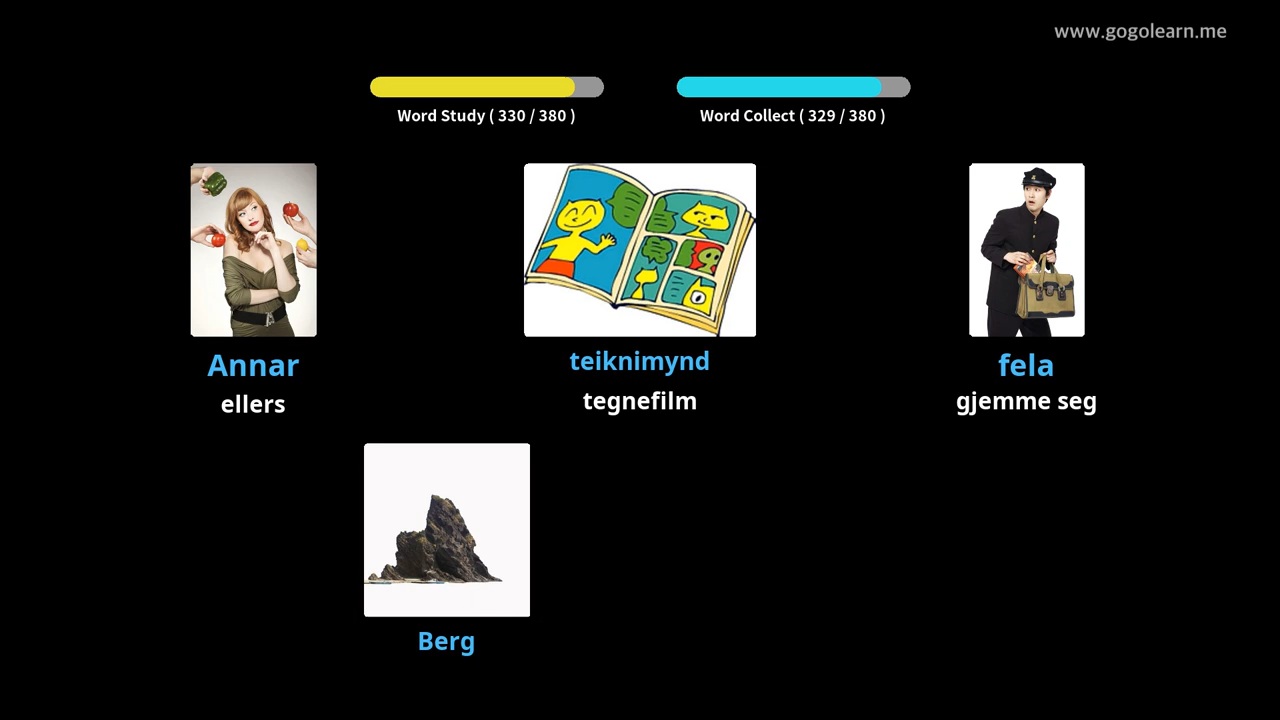 www.gogolearn.me
Word Study ( 330 / 380 )
Word Collect ( 329 / 380 )
Annar
teiknimynd
fela
ellers
tegnefilm
gjemme seg
Berg